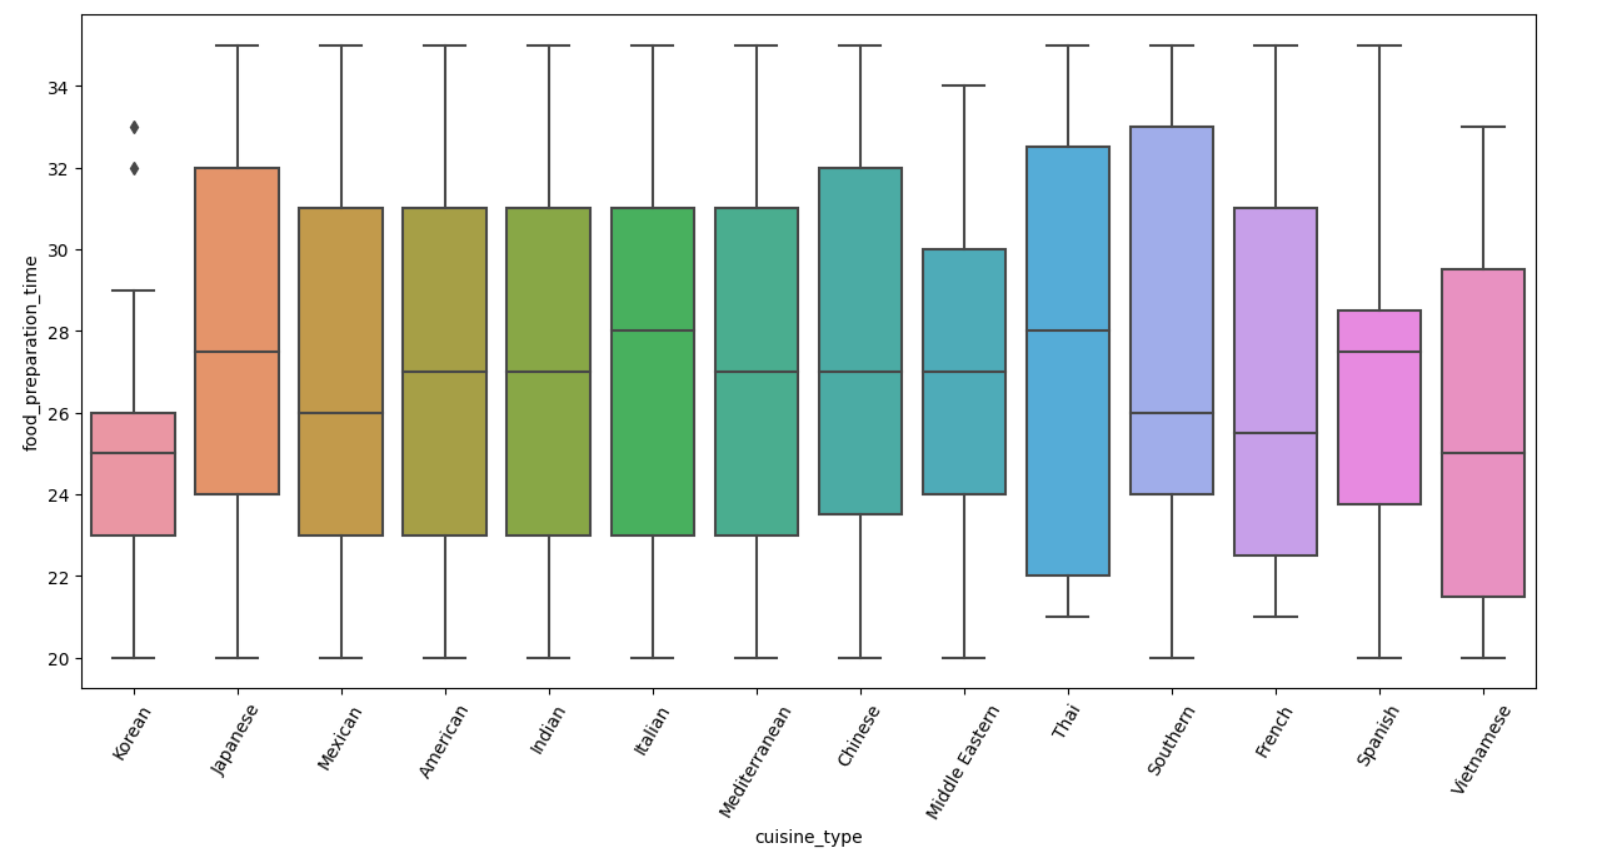 food_preparation_time
34
32
30
28
26
24
22
20
Korean
Japanese
Mexican
American
Indian
Italian
Mediterranean
Chinese
Middle Eastern
Thai
Southern
French
Spanish
Vietnamese
cuisine_type